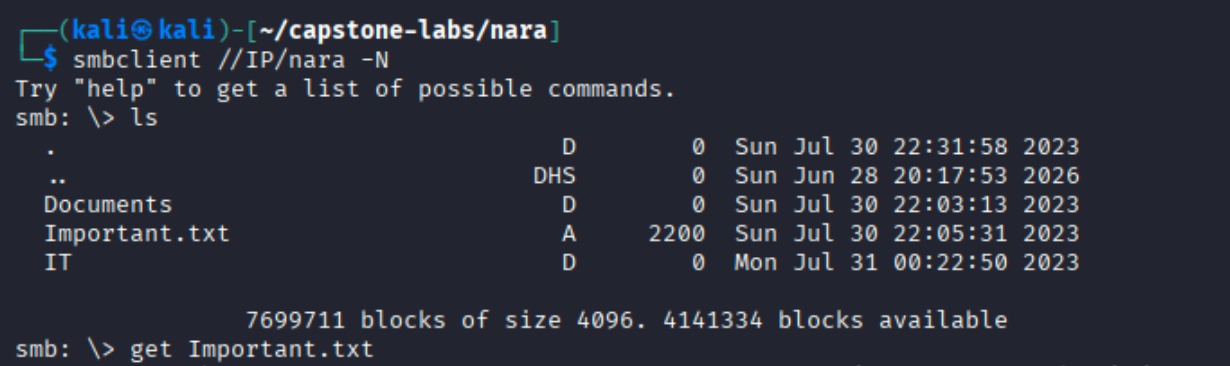 ┌──(kali㉿kali)-[~/capstone-labs/nara]
└─$ smbclient //IP/nara -N
Try "help" to get a list of possible commands.
smb: \> ls
  .                                   D        0  Sun Jul 30 22:31:58 2023
  ..                                DHS        0  Sun Jun 28 20:17:53 2026
  Documents                           D        0  Sun Jul 30 22:03:13 2023
  Important.txt                       A     2200  Sun Jul 30 22:05:31 2023
  IT                                  D        0  Mon Jul 31 00:22:50 2023
                7699711 blocks of size 4096. 4141334 blocks available
smb: \> get Important.txt